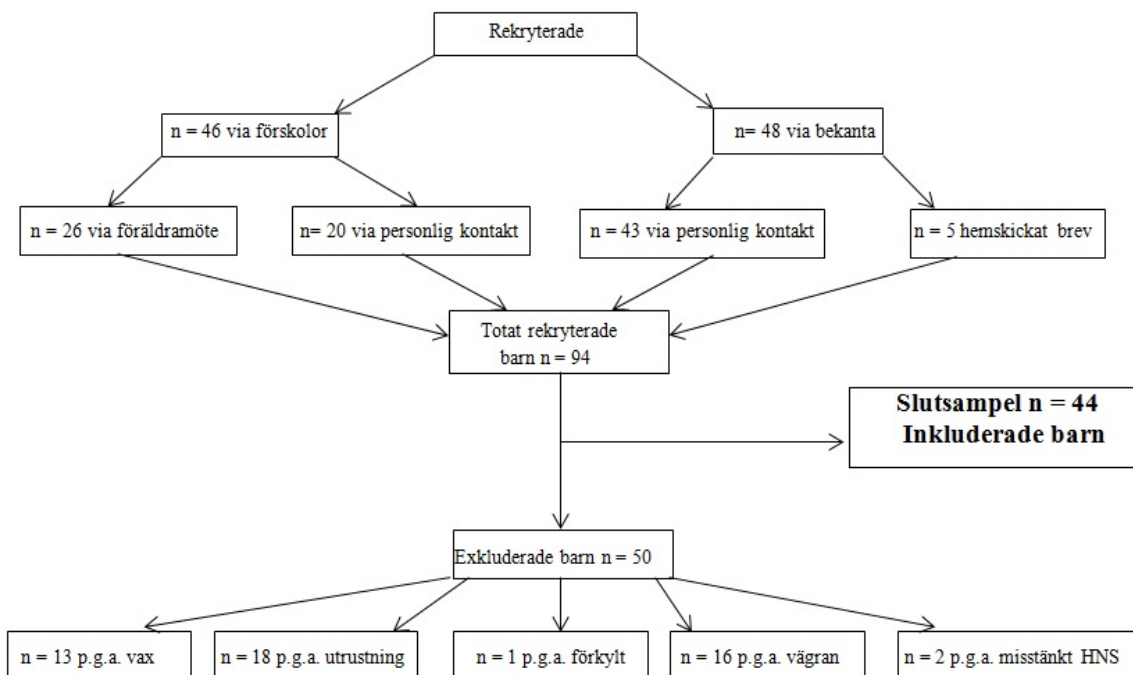 Rekryterade
n = 46 via förskolor
n= 48 via bekanta
n = 26 via föräldramöte
n= 20 via personlig kontakt
n = 43 via personlig kontakt
n = 5 hemskickat brev
Totat rekryterade
barn n = 94
Slutsampel n = 44
Inkluderade barn
Exkluderade barn n = 50
n = 13 p.g.a. vax
n = 18 p.g.a. utrustning
n = 1 p.g.a. förkylt
n = 16 p.g.a. vägran
n = 2 p.g.a. misstänkt HNS